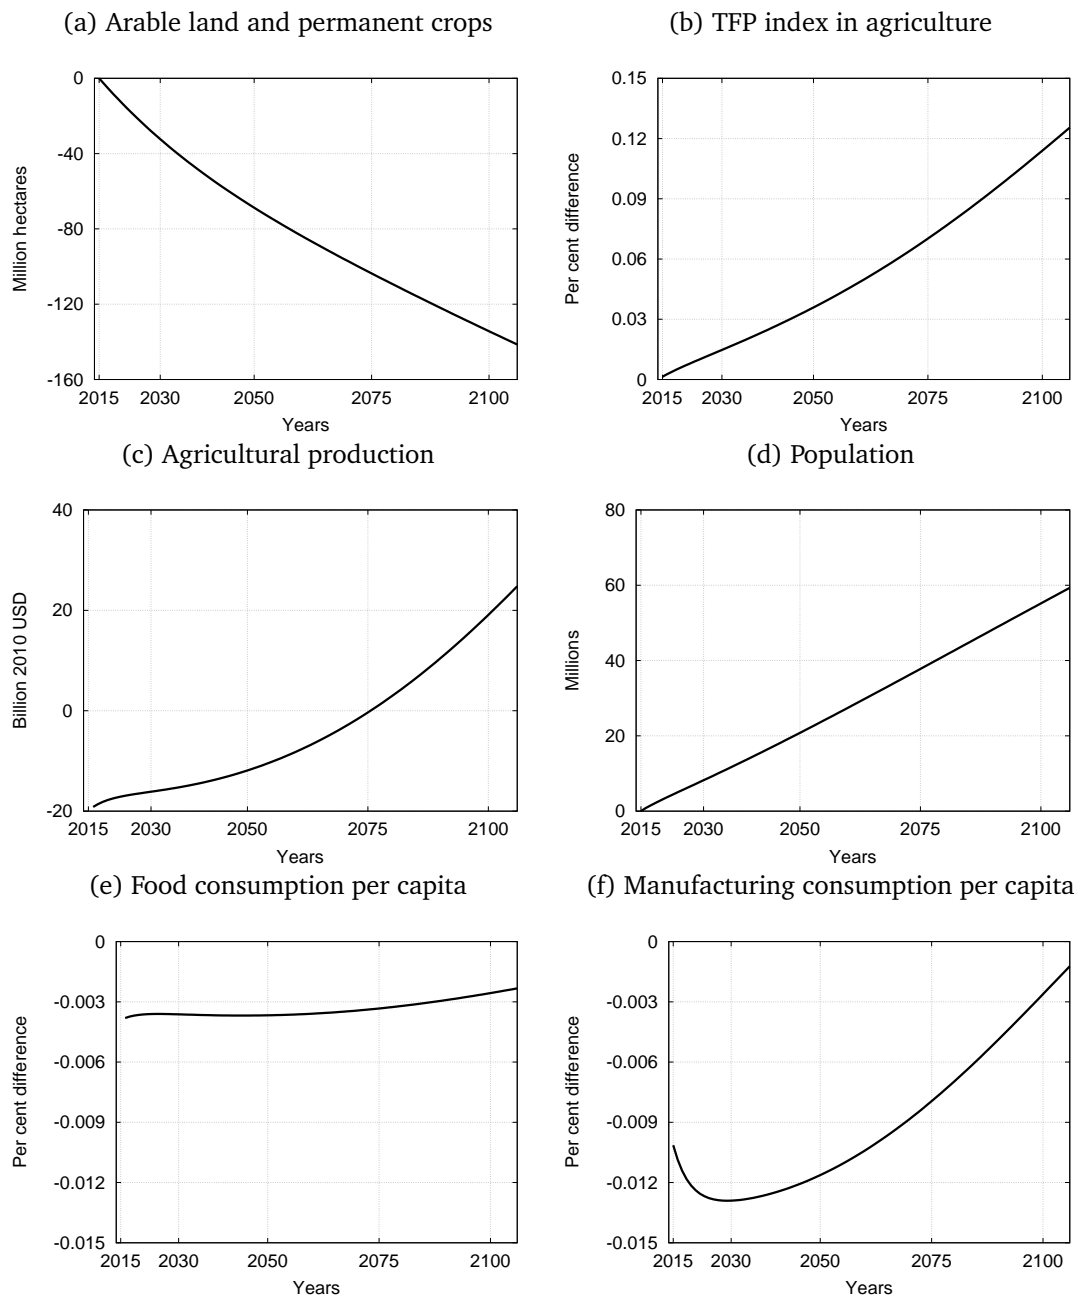 (a) Arable land and permanent crops
0
-40
-80
-120
-160
Million hectares
2015 2030 2050 2075 2100
Years
(b) TFP index in agriculture
0.15
0.12
0.09
0.06
0.03
0
Per cent difference
2015 2030 2050 2075 2100
Years
(c) Agricultural production
40
20
0
-20
Billion 2010 USD
2015 2030 2050 2075 2100
Years
(d) Population
80
60
40
20
0
Millions
2015 2030 2050 2075 2100
Years
(e) Food consumption per capita
0
-0.003
-0.006
-0.009
-0.012
-0.015
Per cent difference
2015 2030 2050 2075 2100
Years
(f) Manufacturing consumption per capita
0
-0.003
-0.006
-0.009
-0.012
-0.015
Per cent difference
2015 2030 2050 2075 2100
Years